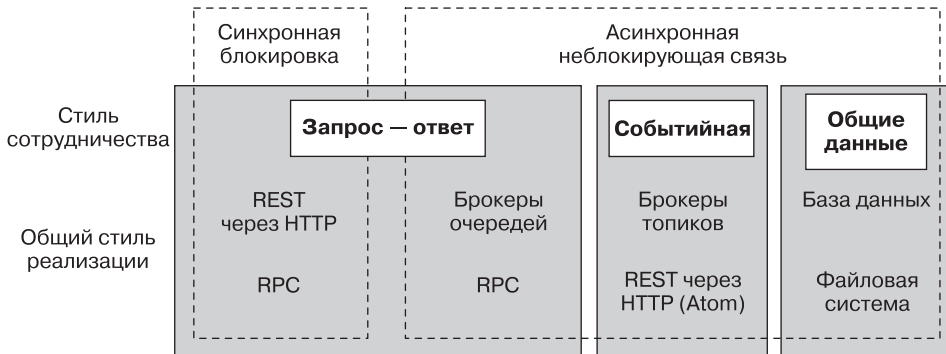 Синхронная
блокировка
Асинхронная
неблокирующая связь
Стиль
сотрудничества
Запрос — ответ
Событийная
Общие
данные
Общий стиль
реализации
REST
через HTTP
Брокеры
очередей
Брокеры
топиков
База данных
RPC
RPC
REST через
HTTP (Atom)
Файловая
система